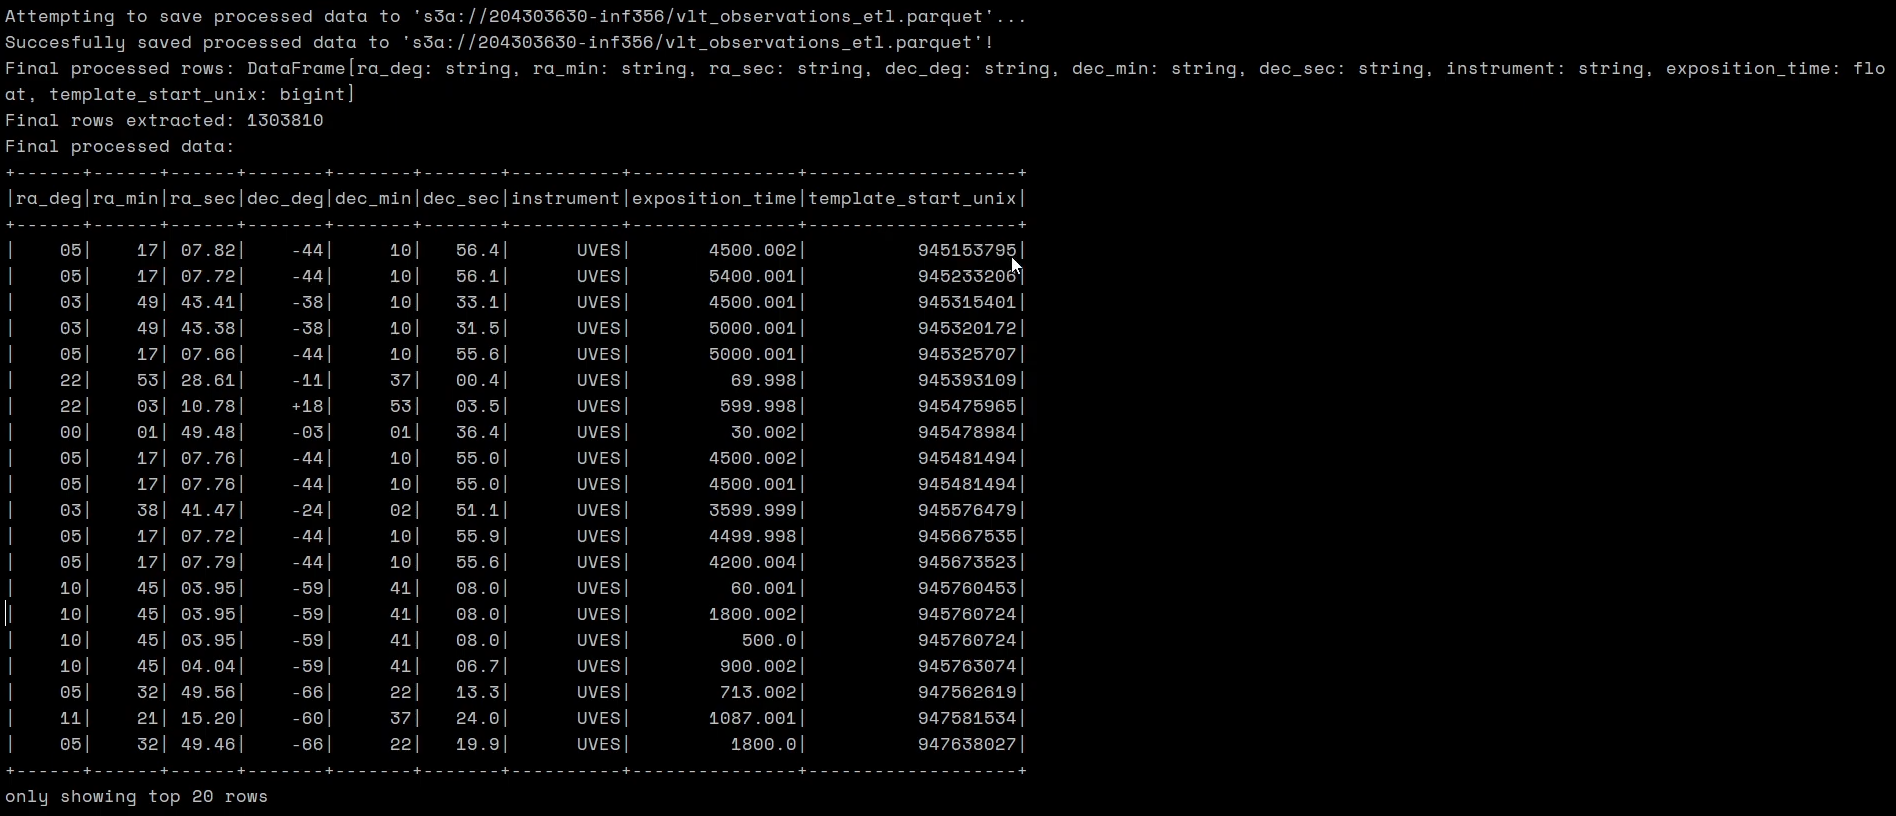 Attempting to save processed data to 's3a://204303630-inf356/vlt_observations_etl.parquet'...
Succesfully saved processed data to 's3a://204303630-inf356/vlt_observations_etl.parquet'!
Final processed rows: DataFrame[ra_deg: string, ra_min: string, ra_sec: string, dec_deg: string, dec_min: string, dec_sec: string, instrument: string, exposition_time: flo
at, template_start_unix: bigint]
Final rows extracted: 1303810
Final processed data:
+------+------+------+-------+-------+-------+----------+---------------+-------------------+
|ra_deg|ra_min|ra_sec|dec_deg|dec_min|dec_sec|instrument|exposition_time|template_start_unix|
+------+------+------+-------+-------+-------+----------+---------------+-------------------+
|    05|    17| 07.82|    -44|     10|   56.4|      UVES|       4500.002|          945153795|
|    05|    17| 07.72|    -44|     10|   56.1|      UVES|       5400.001|          945233206|
|    03|    49| 43.41|    -38|     10|   33.1|      UVES|       4500.001|          945315401|
|    03|    49| 43.38|    -38|     10|   31.5|      UVES|       5000.001|          945320172|
|    05|    17| 07.66|    -44|     10|   55.6|      UVES|       5000.001|          945325707|
|    22|    53| 28.61|    -11|     37|   00.4|      UVES|         69.998|          945393109|
|    22|    03| 10.78|    +18|     53|   03.5|      UVES|        599.998|          945475965|
|    00|    01| 49.48|    -03|     01|   36.4|      UVES|         30.002|          945478984|
|    05|    17| 07.76|    -44|     10|   55.0|      UVES|       4500.002|          945481494|
|    05|    17| 07.76|    -44|     10|   55.0|      UVES|       4500.001|          945481494|
|    03|    38| 41.47|    -24|     02|   51.1|      UVES|       3599.999|          945576479|
|    05|    17| 07.72|    -44|     10|   55.9|      UVES|       4499.998|          945667535|
|    05|    17| 07.79|    -44|     10|   55.6|      UVES|       4200.004|          945673523|
|    10|    45| 03.95|    -59|     41|   08.0|      UVES|         60.001|          945760453|
|    10|    45| 03.95|    -59|     41|   08.0|      UVES|       1800.002|          945760724|
|    10|    45| 03.95|    -59|     41|   08.0|      UVES|          500.0|          945760724|
|    10|    45| 04.04|    -59|     41|   06.7|      UVES|        900.002|          945763074|
|    05|    32| 49.56|    -66|     22|   13.3|      UVES|        713.002|          947562619|
|    11|    21| 15.20|    -60|     37|   24.0|      UVES|       1087.001|          947581534|
|    05|    32| 49.46|    -66|     22|   19.9|      UVES|         1800.0|          947638027|
+------+------+------+-------+-------+-------+----------+---------------+-------------------+
only showing top 20 rows